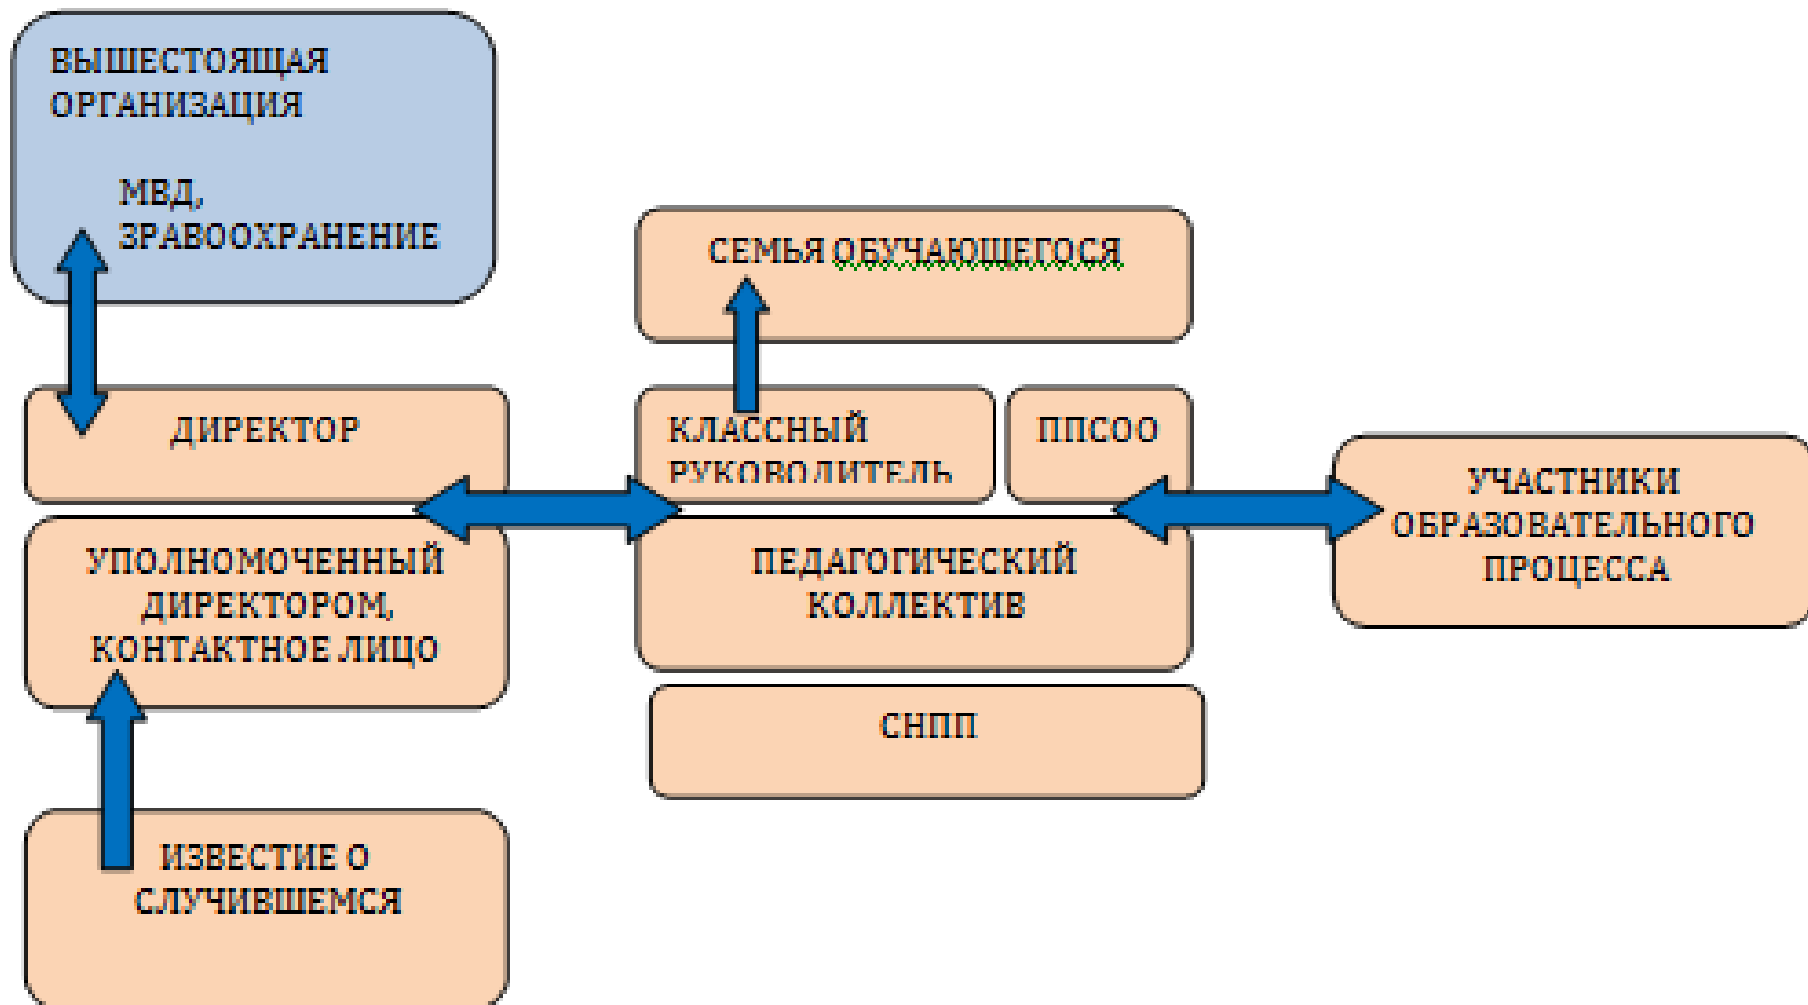 ВЫШЕСТОЯЩАЯ
ОРГАНИЗАЦИЯ
МВД,
ЗРАВООХРАНЕНИЕ
СЕМЬЯ ОБУЧАЮЩЕГОСЯ
ДИРЕКТОР
КЛАССНЫЙ
РУКОВОДИТЕЛЬ
ППСОО
УЧАСТНИКИ
ОБРАЗОВАТЕЛЬНОГО
ПРОЦЕССА
УПОЛНОМОЧЕННЫЙ
ДИРЕКТОРОМ,
КОНТАКТНОЕ ЛИЦО
ПЕДАГОГИЧЕСКИЙ
КОЛЛЕКТИВ
СНПП
ИЗВЕСТИЕ О
СЛУЧИВШЕМСЯ